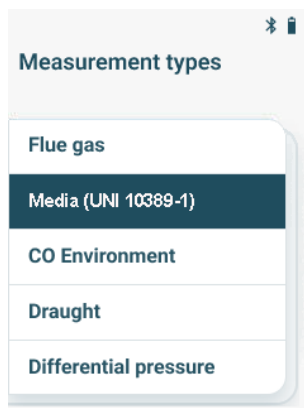 Measurement types
Flue gas
Media (UNI 10389-1)
CO Environment
Draught
Differential pressure